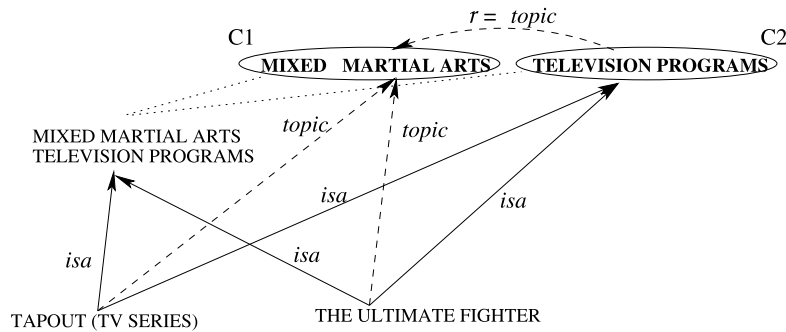 r = topic
C1
C2
MIXED MARTIAL ARTS
TELEVISION PROGRAMS
topic
topic
MIXED MARTIAL ARTS
TELEVISION PROGRAMS
isa
isa
isa
isa
TAPOUT (TV SERIES)
THE ULTIMATE FIGHTER